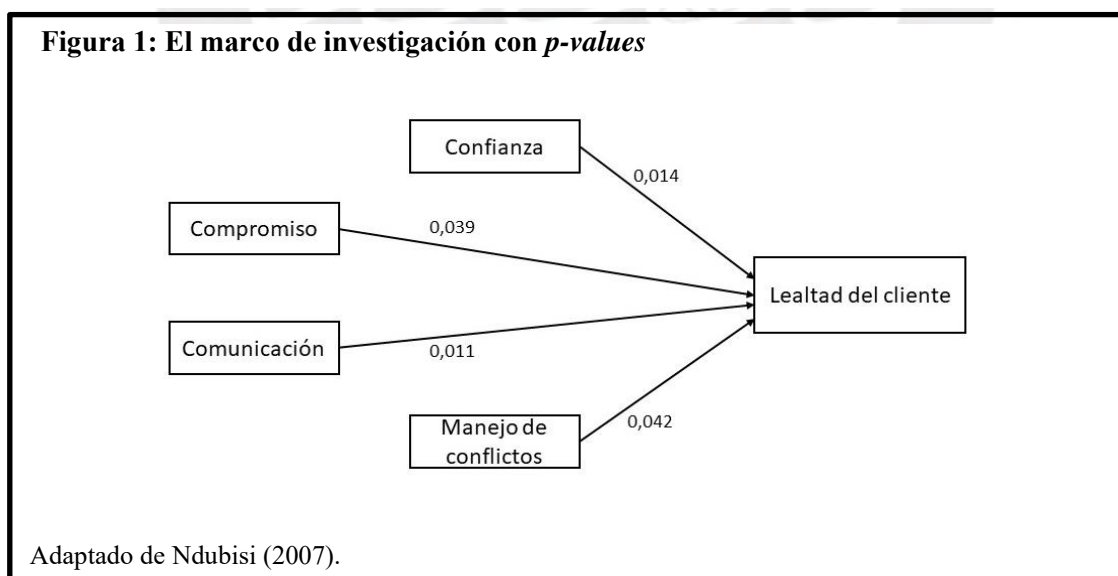 Figura 1: El marco de investigación con p-values
Confianza
0,014
Compromiso
0,039
Lealtad del cliente
Comunicación
0,011
Manejo de
conflictos
0,042
Adaptado de Ndubisi (2007).